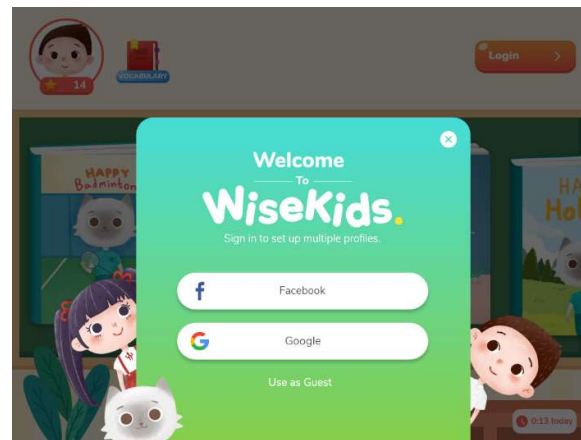 14
VOCABULARY
Login
HAPPY
Badminton
HA
Hol
Welcome
To
WiseKids.
Sign in to set up multiple profiles.
f
Facebook
G
Google
Use as Guest
0:13 today